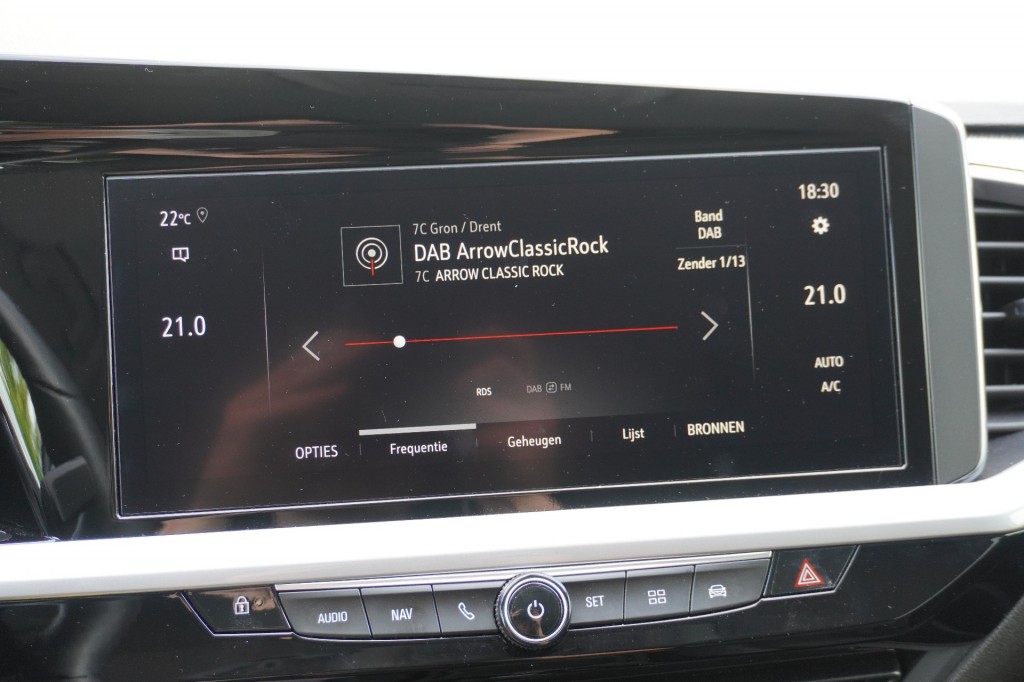 22°C
18:30
7C Gron / Drent
DAB ArrowClassicRock
7C ARROW CLASSIC ROCK
Band
DAB
Zender 1/13
21.0
21.0
AUTO
A/C
RDS
DAB FM
OPTIES
Frequentie
Geheugen
Lijst
BRONNEN
AUDIO
NAV
SET